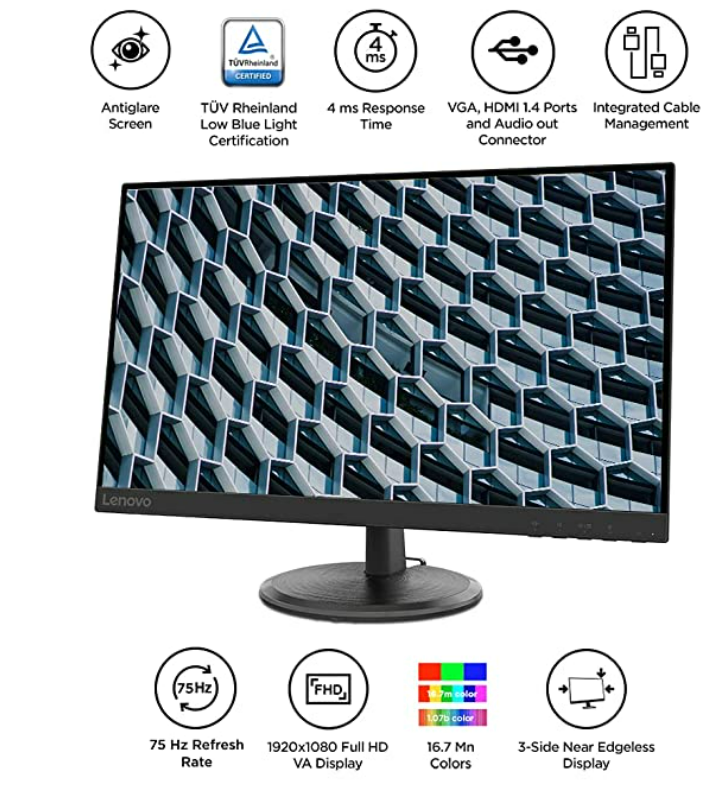 4
ms
TÜVRheinland
CERTIFIED
Antiglare
Screen
TÜV Rheinland
Low Blue Light
Certification
4 ms Response
Time
VGA, HDMI 1.4 Ports
and Audio out
Connector
Integrated Cable
Management
Lenovo
75Hz
FHD
16.7m color
1.07b color
75 Hz Refresh
Rate
1920x1080 Full HD
VA Display
16.7 Mn
Colors
3-Side Near Edgeless
Display